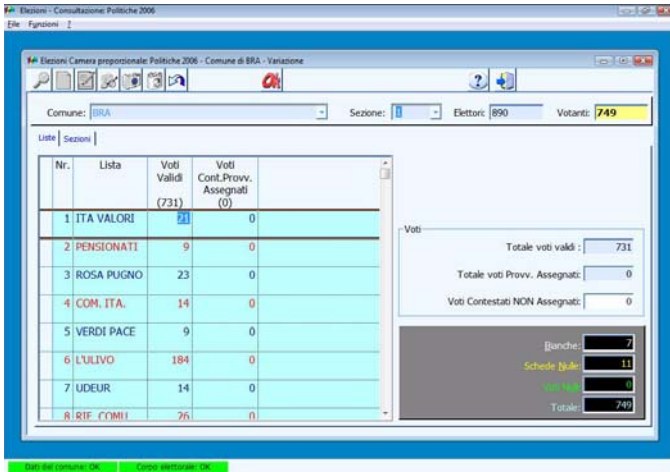 Elezioni - Consultazione: Politiche 2006
File Funzioni ?
Elezioni Camera proporzionale: Politiche 2006 - Comune di BRA - Variazione
Ok ?
Comune: BRA Sezione: 1 Elettori: 890 Votanti: 749
Liste Sezioni
Nr. Lista Voti Validi (731) Voti Cont.Provv. Assegnati (0)
1 ITA VALORI 21 0
2 PENSIONATI 9 0
3 ROSA PUGNO 23 0
4 COM. ITA. 14 0
5 VERDI PACE 9 0
6 L'ULIVO 184 0
7 UDEUR 14 0
8 RIF. COMU 26 0
Voti
Totale voti validi : 731
Totale voti Provv. Assegnati: 0
Voti Contestati NON Assegnati: 0
Bianche: 7
Schede Nulle: 11
Voti Nulli: 0
Totale: 749
Dati del comune: OK Corpo elettorale: OK